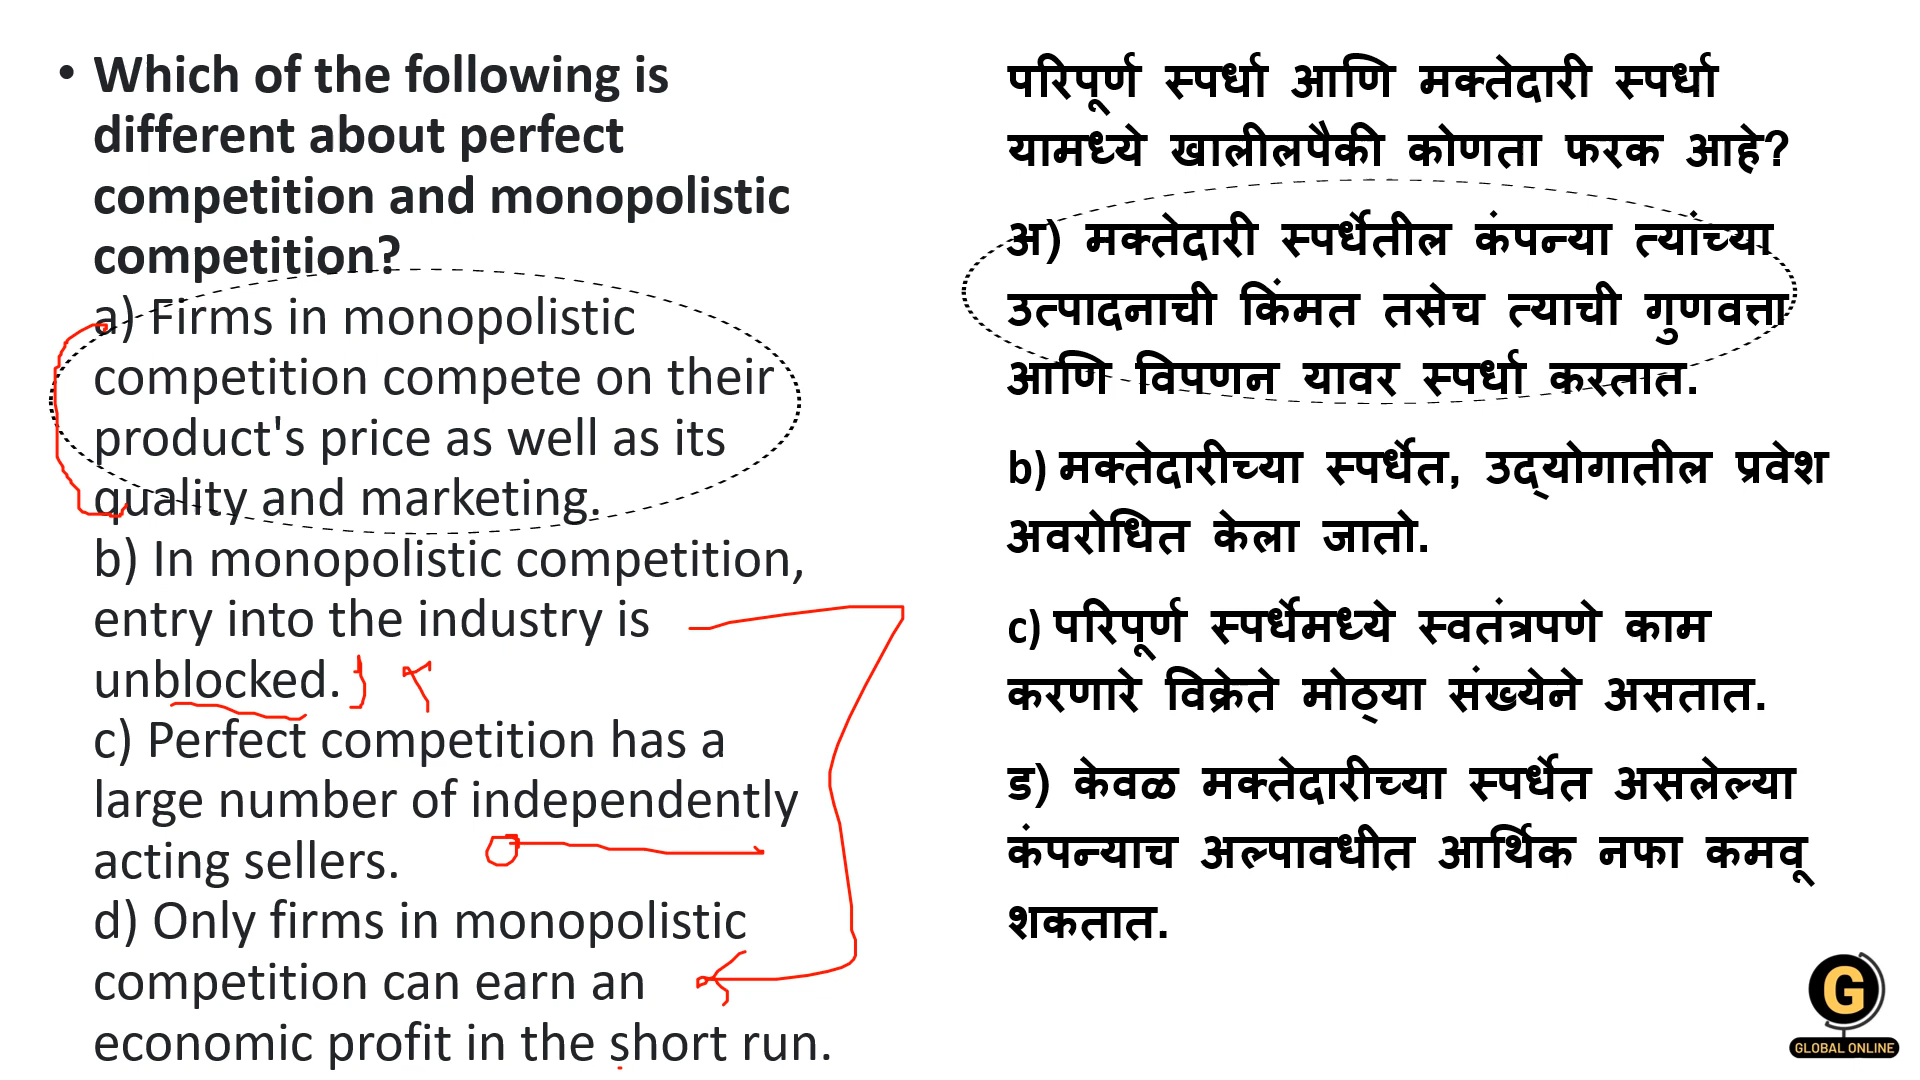 • Which of the following is
different about perfect
competition and monopolistic
competition?
a) Firms in monopolistic
competition compete on their
product's price as well as its
quality and marketing.
b) In monopolistic competition,
entry into the industry is
unblocked.
c) Perfect competition has a
large number of independently
acting sellers.
d) Only firms in monopolistic
competition can earn an
economic profit in the short run.
परिपूर्ण स्पर्धा आणि मक्तेदारी स्पर्धा
यामध्ये खालीलपैकी कोणता फरक आहे?
अ) मक्तेदारी स्पर्धेतील कंपन्या त्यांच्या
उत्पादनाची किंमत तसेच त्याची गुणवत्ता
आणि विपणन यावर स्पर्धा करतात.
b) मक्तेदारीच्या स्पर्धेत, उद्योगातील प्रवेश
अवरोधित केला जातो.
c) परिपूर्ण स्पर्धेमध्ये स्वतंत्रपणे काम
करणारे विक्रेते मोठ्या संख्येने असतात.
ड) केवळ मक्तेदारीच्या स्पर्धेत असलेल्या
कंपन्याच अल्पावधीत आर्थिक नफा कमवू
शकतात.
G
GLOBAL ONLINE